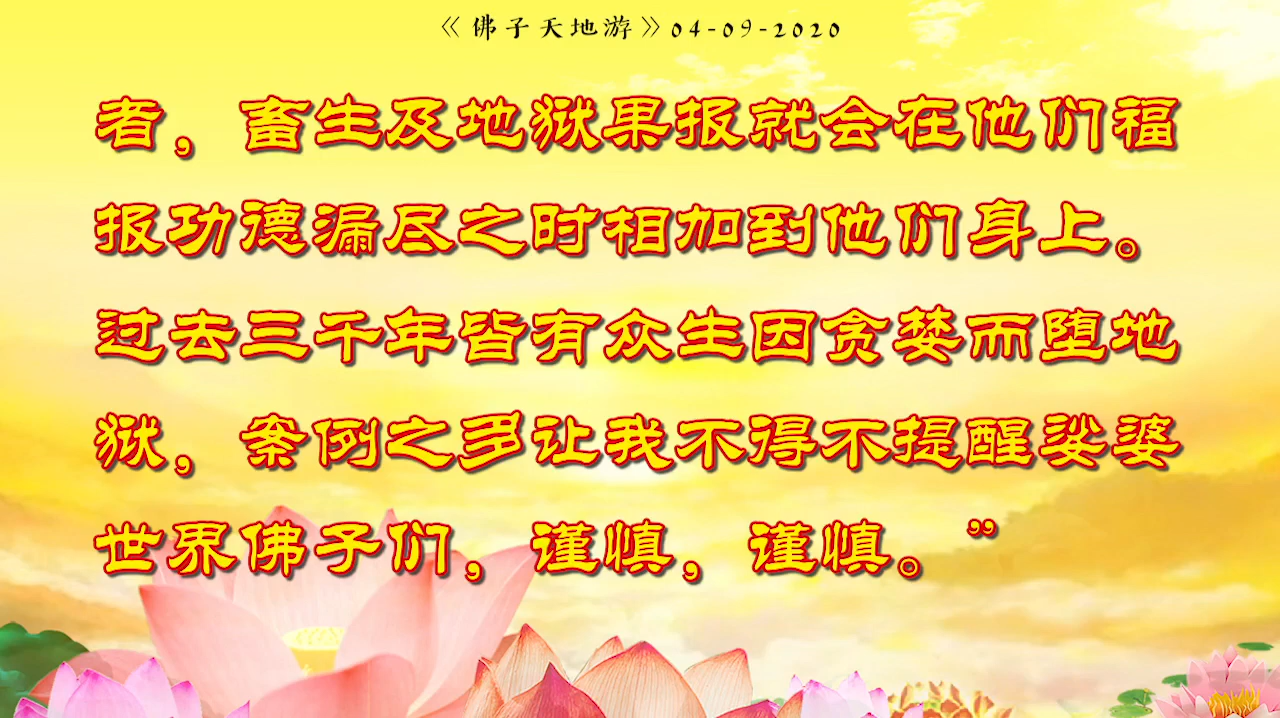 《佛子天地游》04-09-2020
者，畜生及地狱果报就会在他们福
报功德漏尽之时相加到他们身上。
过去三千年皆有众生因贪婪而堕地
狱，案例之多让我不得不提醒娑婆
世界佛子们，谨慎，谨慎。”